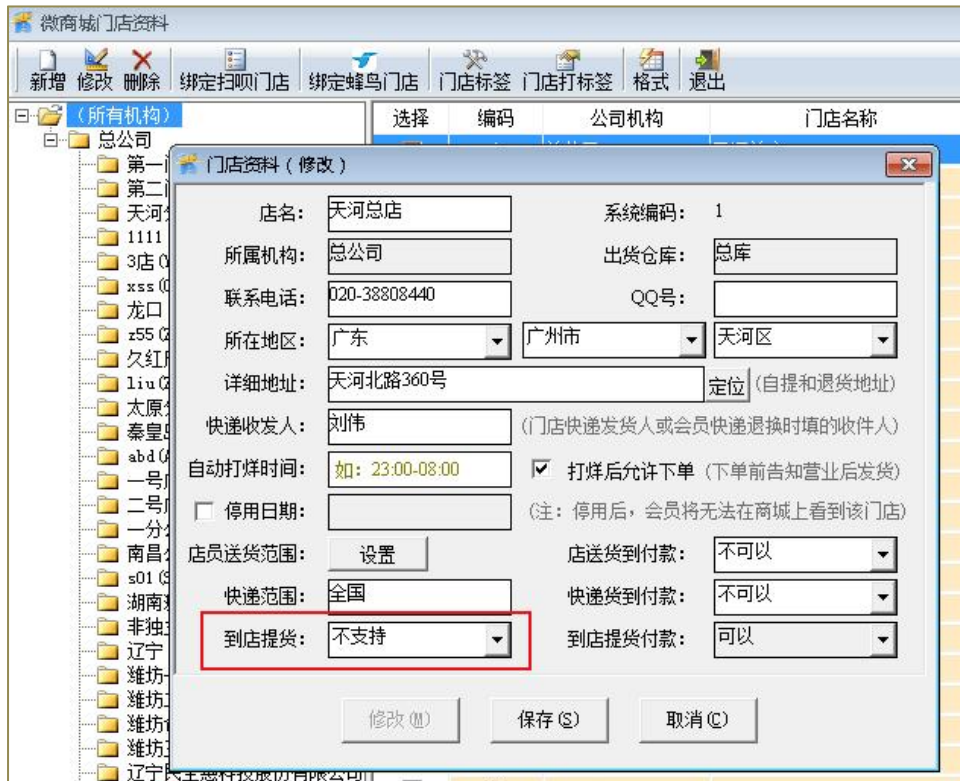 微商城门店资料
新增 修改 删除 绑定扫呗门店 绑定蜂鸟门店 门店标签 门店打标签 格式 退出
(所有机构) 选择 编码 公司机构 门店名称
总公司
第一
第二
天河
1111
3店
xss
龙口
z55
久红
liu
太原
秦皇
abd
一号
二号
一分
南昌
s01
湖南
非独
辽宁
潍坊
潍坊
潍坊
潍坊
门店资料(修改)
店名: 天河总店 系统编码: 1
所属机构: 总公司 出货仓库: 总库
联系电话: 020-38808440 QQ号:
所在地区: 广东 广州市 天河区
详细地址: 天河北路360号 定位 (自提和退货地址)
快递收发人: 刘伟 (门店快递发货人或会员快递退换时填的收件人)
自动打烊时间: 如: 23:00-08:00 打烊后允许下单 (下单前告知营业后发货)
停用日期: (注: 停用后, 会员将无法在商城上看到该门店)
店员送货范围: 设置 店送货到付款: 不可以
快递范围: 全国 快递货到付款: 不可以
到店提货: 不支持 到店提货付款: 可以
修改(M) 保存(S) 取消(C)